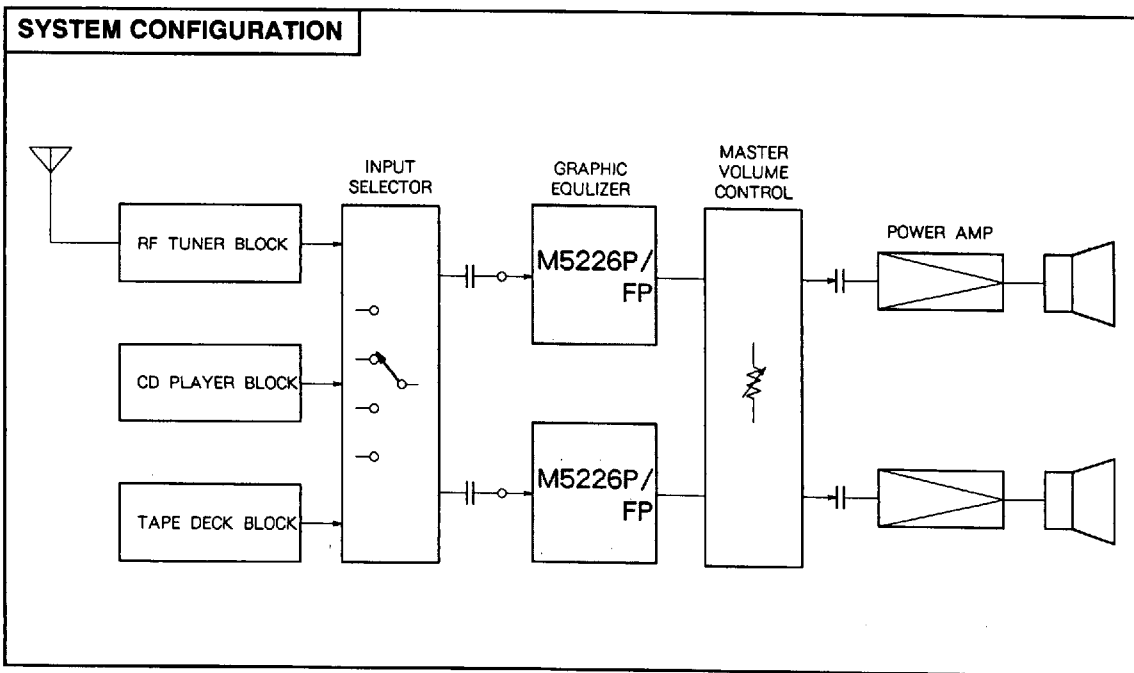 SYSTEM CONFIGURATION
INPUT
SELECTOR
GRAPHIC
EQULIZER
MASTER
VOLUME
CONTROL
POWER AMP
RF TUNER BLOCK
CD PLAYER BLOCK
TAPE DECK BLOCK
M5226P/
FP
M5226P/
FP